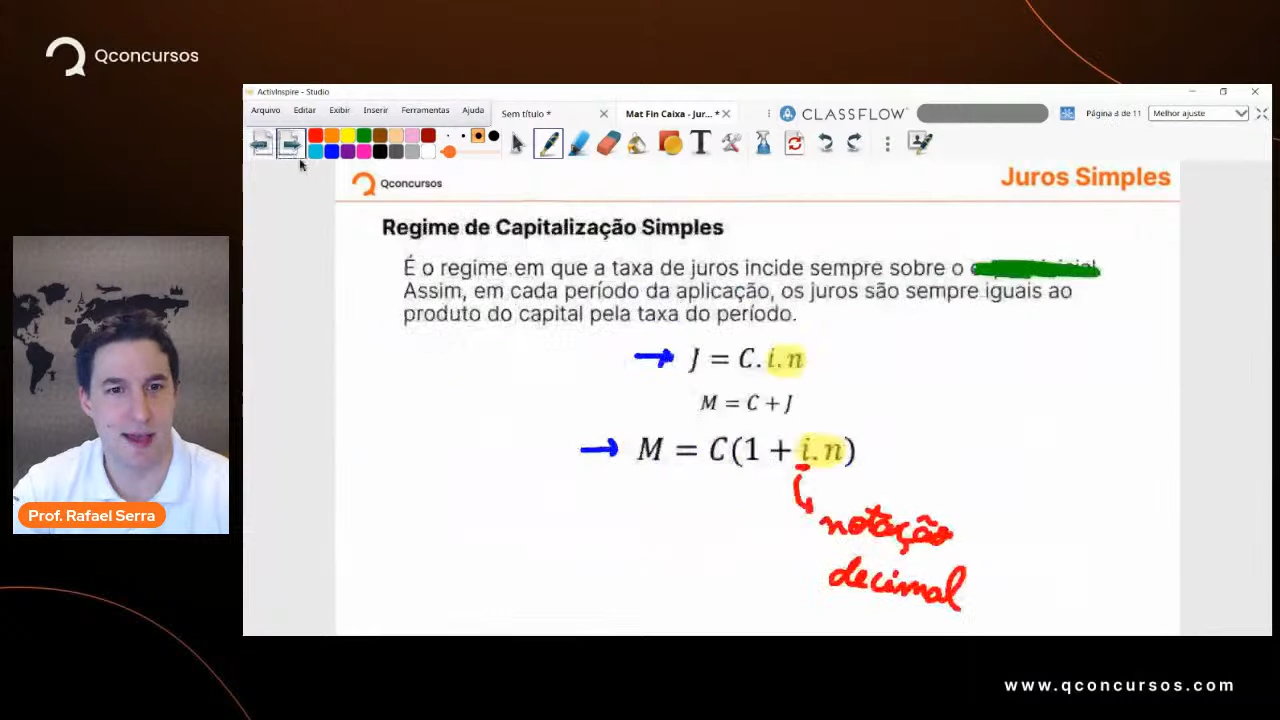 Qconcursos
ActivInspire - Studio
Arquivo Editar Exibir Inserir Ferramentas Ajuda
Sem título *
Mat Fin Caixa - Jur... *
CLASSFLOW
Página 3 de 11
Melhor ajuste
Qconcursos
Juros Simples
Regime de Capitalização Simples
É o regime em que a taxa de juros incide sempre sobre o
Assim, em cada período da aplicação, os juros são sempre iguais ao
produto do capital pela taxa do período.
J = C.i.n
M = C + J
M = C(1 + i.n)
notação
decimal
Prof. Rafael Serra
www.qconcursos.com